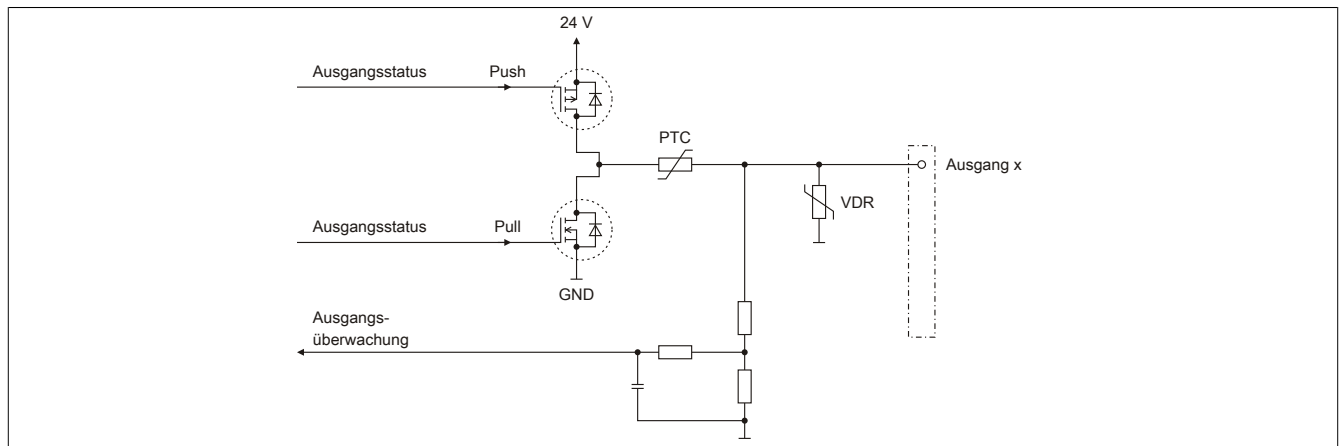 24 V
Ausgangsstatus
Push
PTC
Ausgang x
VDR
Ausgangsstatus
Pull
GND
Ausgangs-
überwachung